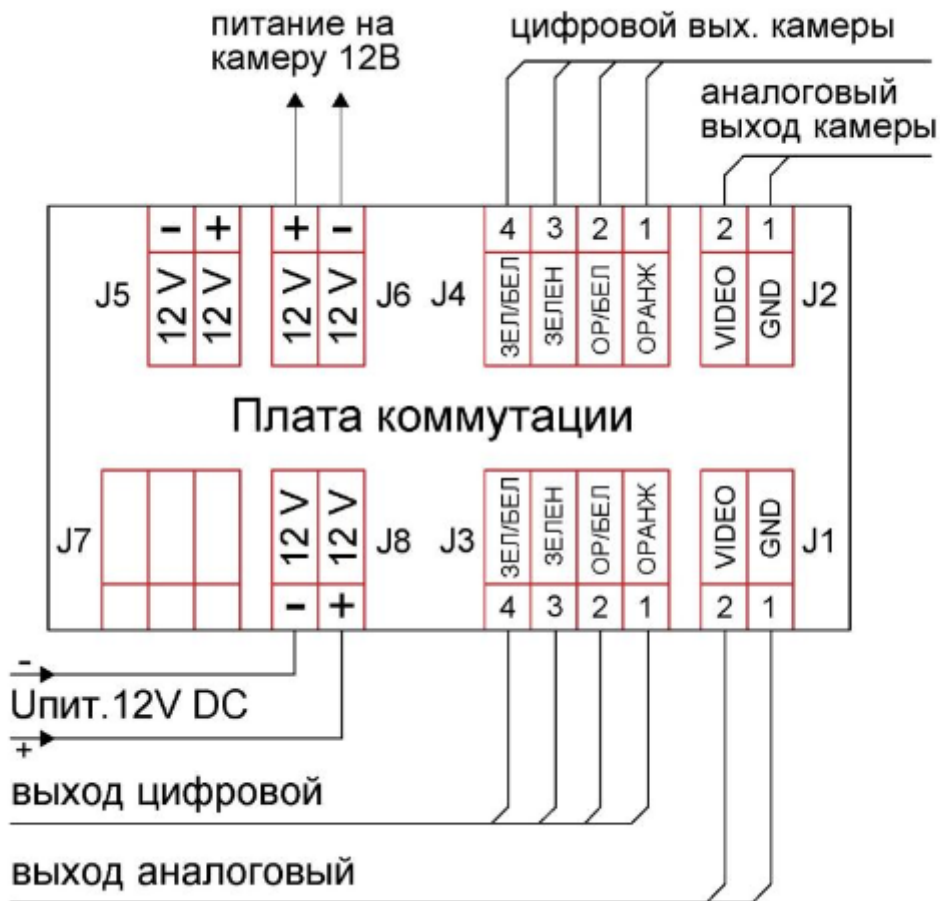 питание на
камеру 12В
цифровой вых. камеры
аналоговый
выход камеры
- + + - 4 3 2 1 2 1
J5 12 V 12 V 12 V 12 V J6 J4 ЗЕЛ/БЕЛ ЗЕЛЕН ОР/БЕЛ ОРАНЖ VIDEO GND J2
Плата коммутации
J7 12 V 12 V J8 J3 ЗЕЛ/БЕЛ ЗЕЛЕН ОР/БЕЛ ОРАНЖ VIDEO GND J1
- + 4 3 2 1 2 1
-
Uпит.12V DC
+
выход цифровой
выход аналоговый